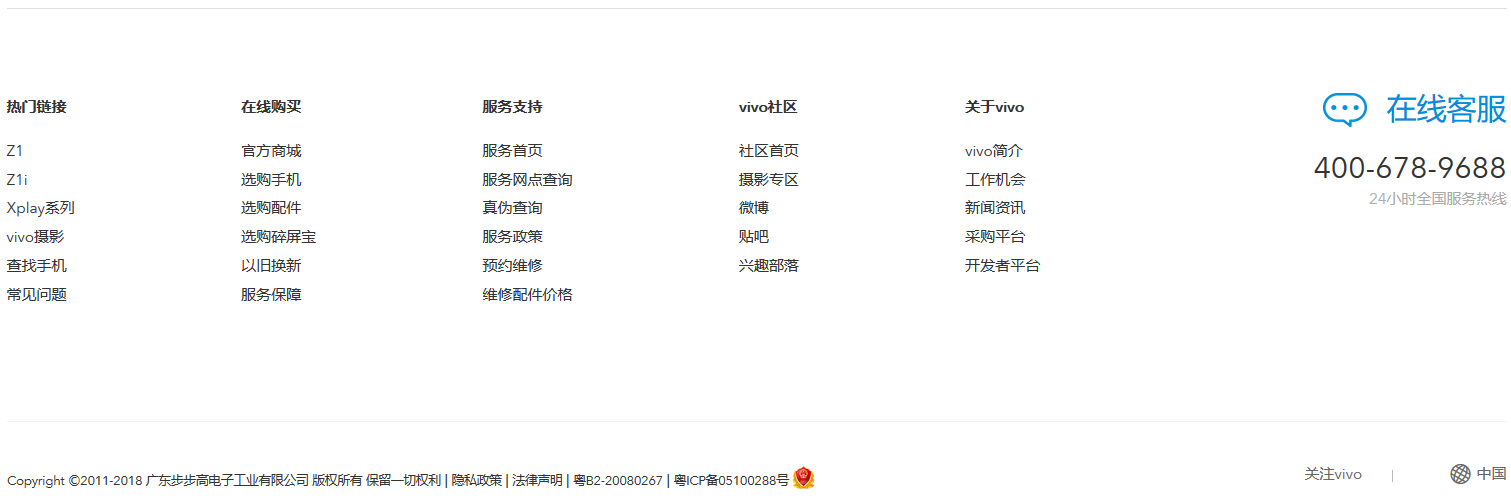 热门链接
Z1
Z1i
Xplay系列
vivo摄影
查找手机
常见问题
在线购买
官方商城
选购手机
选购配件
选购碎屏宝
以旧换新
服务保障
服务支持
服务首页
服务网点查询
真伪查询
服务政策
预约维修
维修配件价格
vivo社区
社区首页
摄影专区
微博
贴吧
兴趣部落
关于vivo
vivo简介
工作机会
新闻资讯
采购平台
开发者平台
在线客服
400-678-9688
24小时全国服务热线
Copyright ©2011-2018 广东步步高电子工业有限公司 版权所有 保留一切权利 | 隐私政策 | 法律声明 | 粤B2-20080267 | 粤ICP备05100288号
关注vivo | 中国